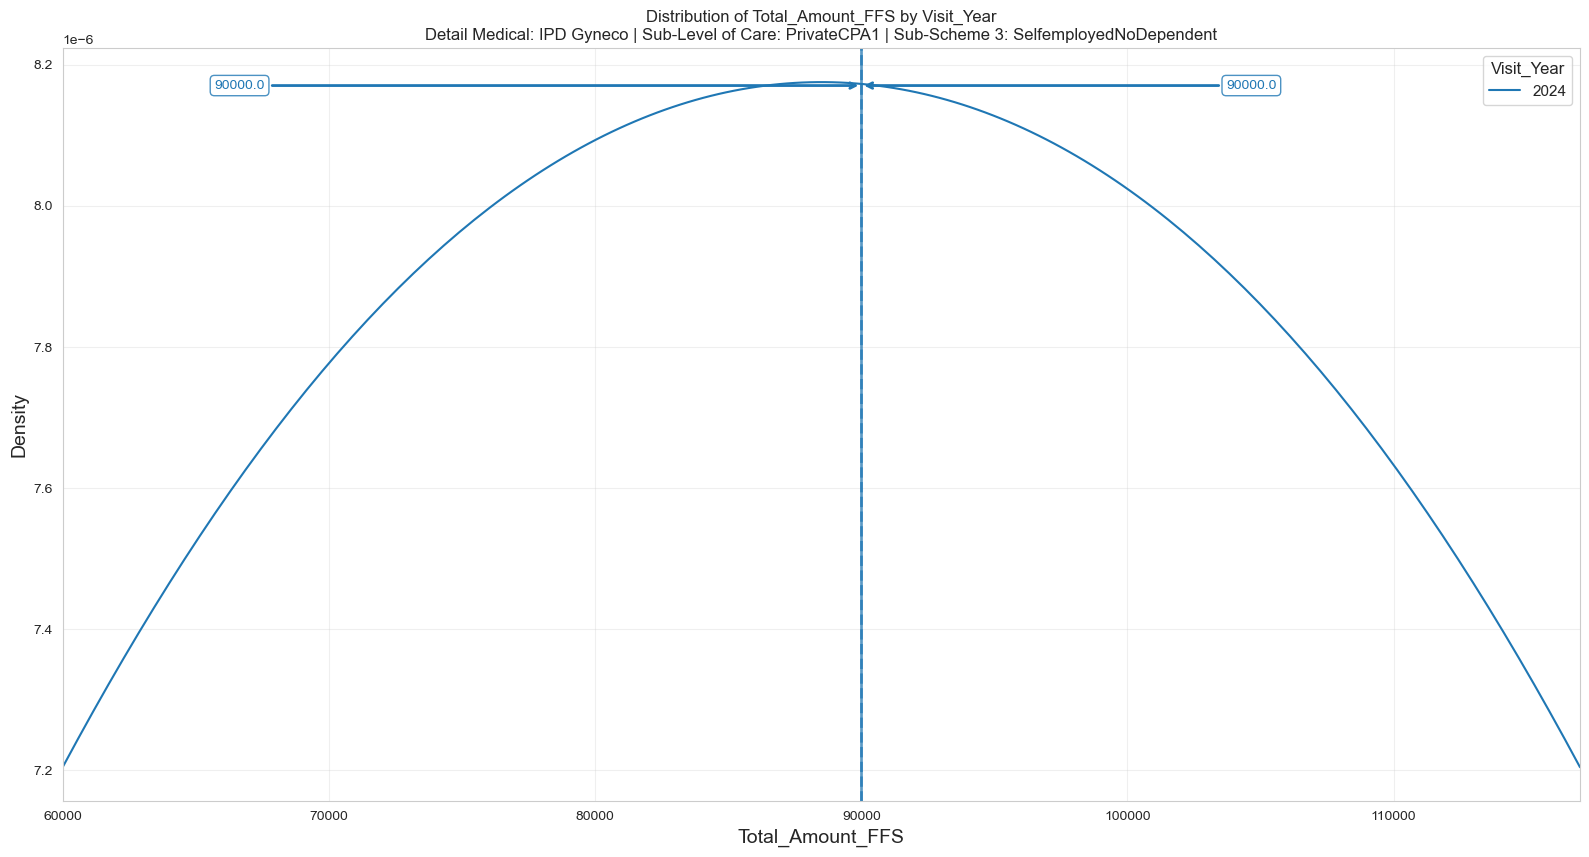 Distribution of Total_Amount_FFS by Visit_Year
Detail Medical: IPD Gyneco | Sub-Level of Care: PrivateCPA1 | Sub-Scheme 3: SelfemployedNoDependent
1e−6
8.2
8.0
7.8
7.6
7.4
7.2
Density
90000.0
90000.0
Visit_Year
2024
60000
70000
80000
90000
100000
110000
Total_Amount_FFS